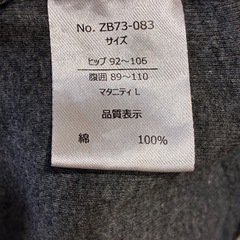 No. ZB73-083
サイズ
ヒップ 92~106
腹囲 89~110
マタニティ L
品質表示
綿 100%